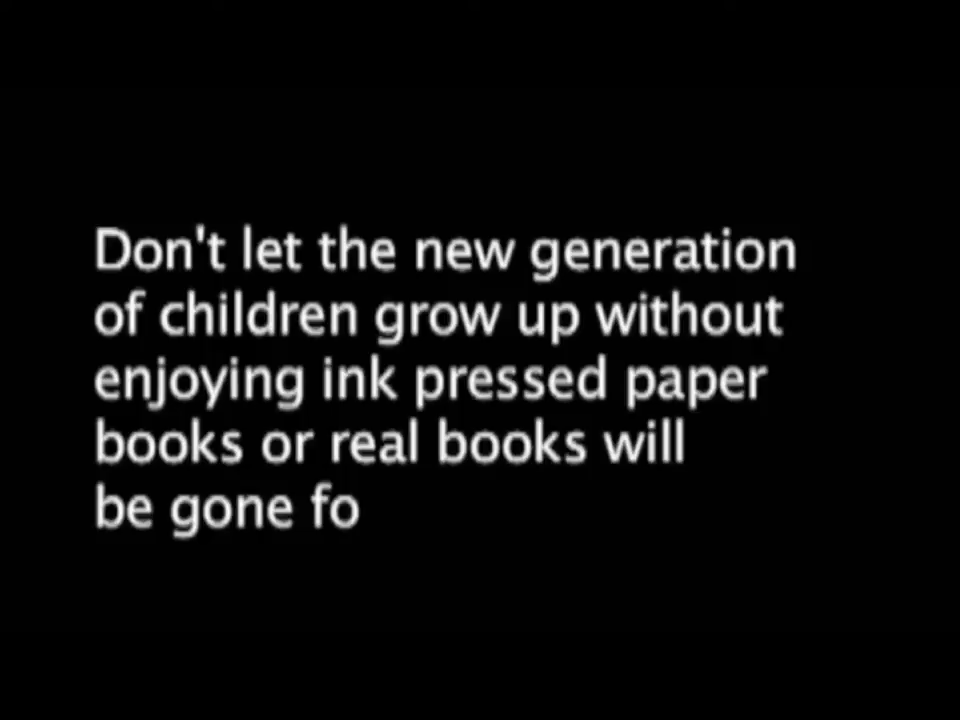 Don't let the new generation
of children grow up without
enjoying ink pressed paper
books or real books will
be gone fo